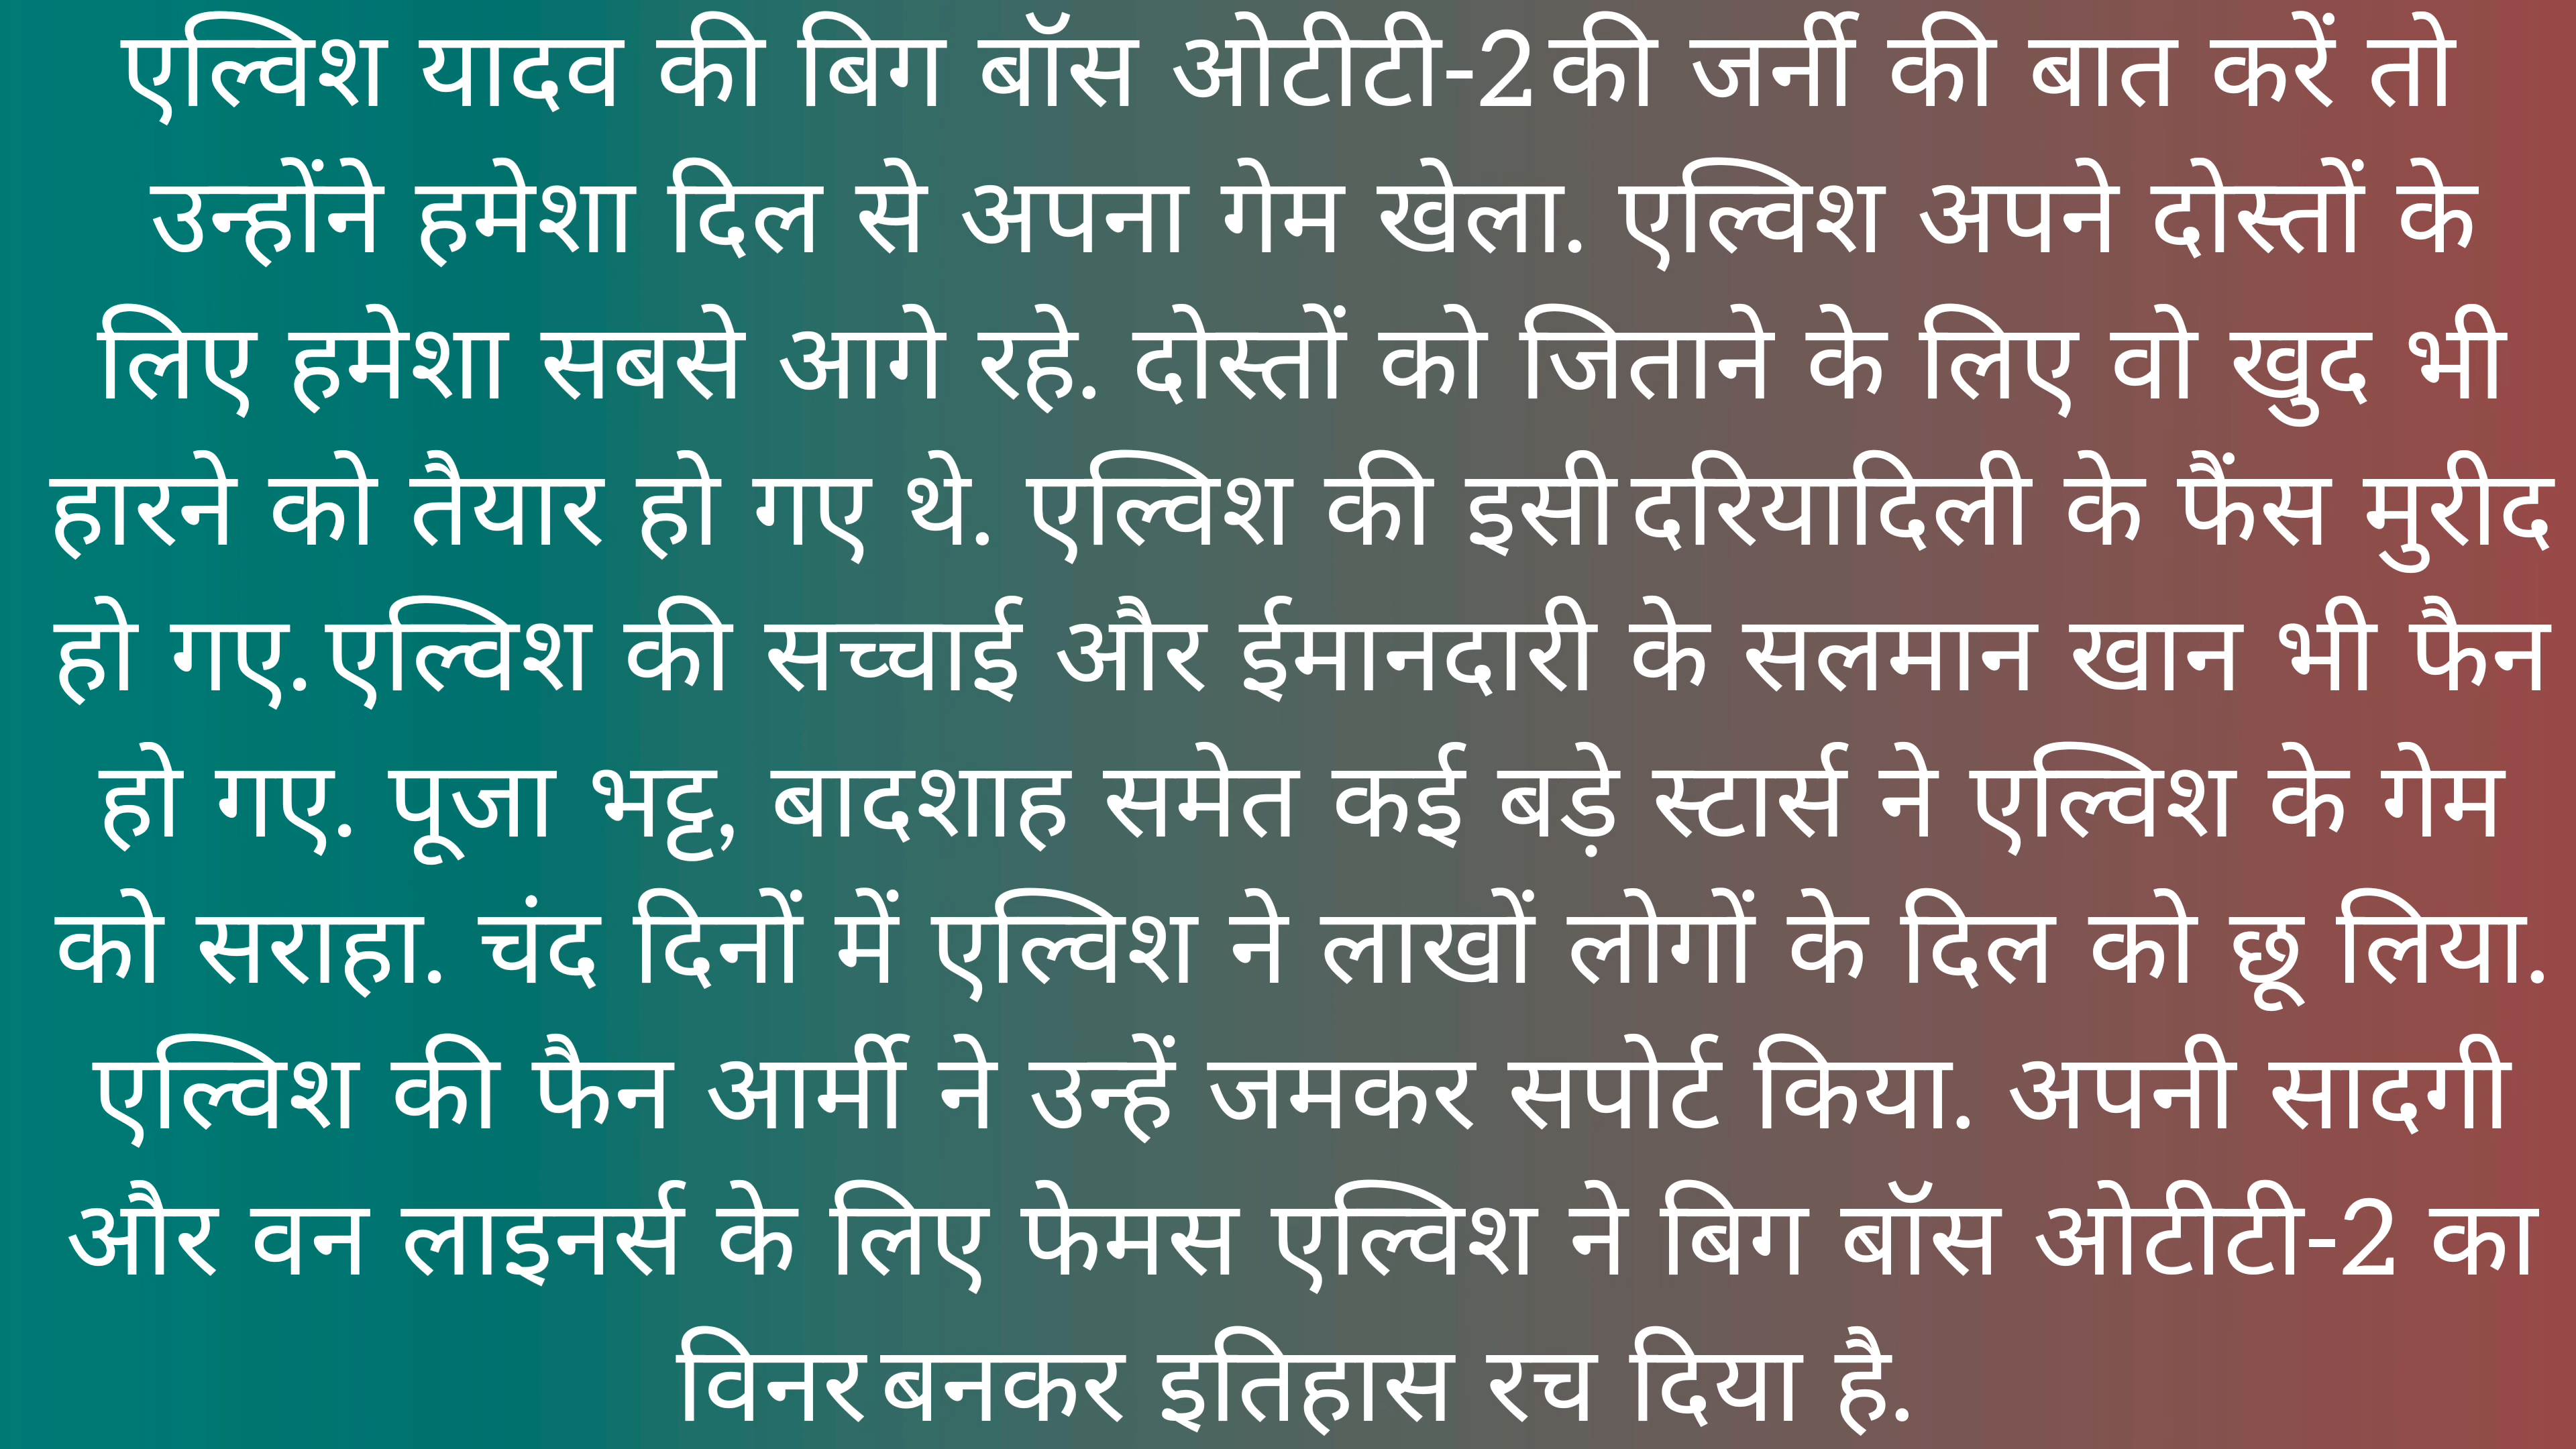 एल्विश यादव की बिग बॉस ओटीटी-2 की जर्नी की बात करें तो
उन्होंने हमेशा दिल से अपना गेम खेला. एल्विश अपने दोस्तों के
लिए हमेशा सबसे आगे रहे. दोस्तों को जिताने के लिए वो खुद भी
हारने को तैयार हो गए थे. एल्विश की इसी दरियादिली के फैंस मुरीद
हो गए. एल्विश की सच्चाई और ईमानदारी के सलमान खान भी फैन
हो गए. पूजा भट्ट, बादशाह समेत कई बड़े स्टार्स ने एल्विश के गेम
को सराहा. चंद दिनों में एल्विश ने लाखों लोगों के दिल को छू लिया.
एल्विश की फैन आर्मी ने उन्हें जमकर सपोर्ट किया. अपनी सादगी
और वन लाइनर्स के लिए फेमस एल्विश ने बिग बॉस ओटीटी-2 का
विनर बनकर इतिहास रच दिया है.